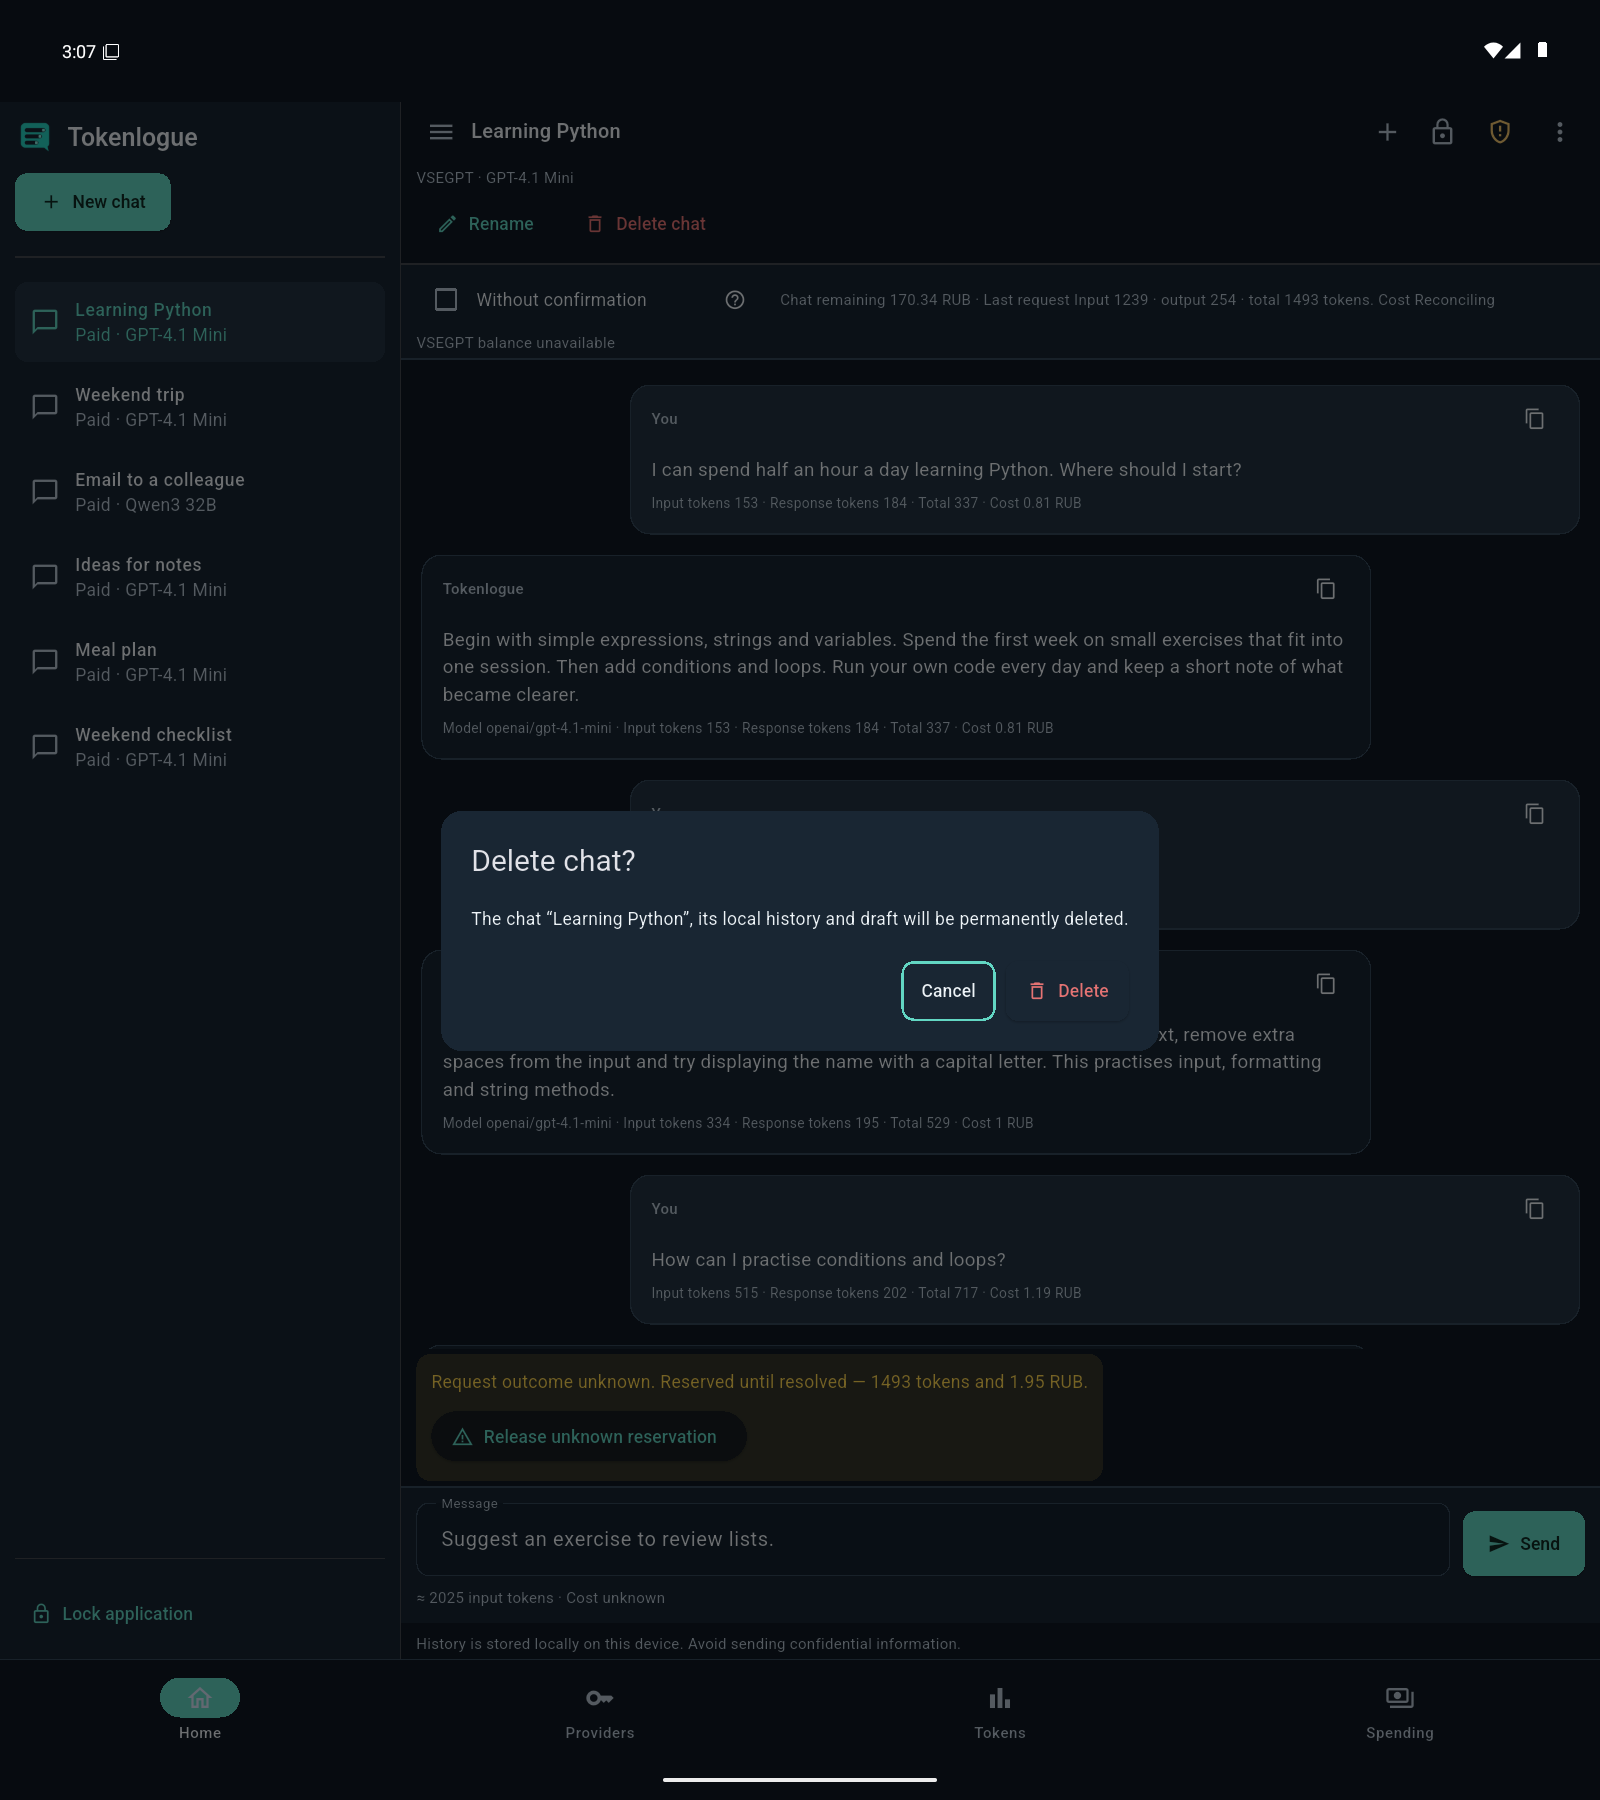 3:07
Tokenlogue
New chat
Learning Python
Paid · GPT-4.1 Mini
Weekend trip
Paid · GPT-4.1 Mini
Email to a colleague
Paid · Qwen3 32B
Ideas for notes
Paid · GPT-4.1 Mini
Meal plan
Paid · GPT-4.1 Mini
Weekend checklist
Paid · GPT-4.1 Mini
Lock application
Learning Python
VSEGPT · GPT-4.1 Mini
Rename
Delete chat
Without confirmation
Chat remaining 170.34 RUB · Last request Input 1239 · output 254 · total 1493 tokens. Cost Reconciling
VSEGPT balance unavailable
You
I can spend half an hour a day learning Python. Where should I start?
Input tokens 153 · Response tokens 184 · Total 337 · Cost 0.81 RUB
Tokenlogue
Begin with simple expressions, strings and variables. Spend the first week on small exercises that fit into
one session. Then add conditions and loops. Run your own code every day and keep a short note of what
became clearer.
Model openai/gpt-4.1-mini · Input tokens 153 · Response tokens 184 · Total 337 · Cost 0.81 RUB
Delete chat?
The chat “Learning Python”, its local history and draft will be permanently deleted.
Cancel
Delete
remove extra
spaces from the input and try displaying the name with a capital letter. This practises input, formatting
and string methods.
Model openai/gpt-4.1-mini · Input tokens 334 · Response tokens 195 · Total 529 · Cost 1 RUB
You
How can I practise conditions and loops?
Input tokens 515 · Response tokens 202 · Total 717 · Cost 1.19 RUB
Request outcome unknown. Reserved until resolved — 1493 tokens and 1.95 RUB.
Release unknown reservation
Message
Suggest an exercise to review lists.
Send
≈ 2025 input tokens · Cost unknown
History is stored locally on this device. Avoid sending confidential information.
Home
Providers
Tokens
Spending